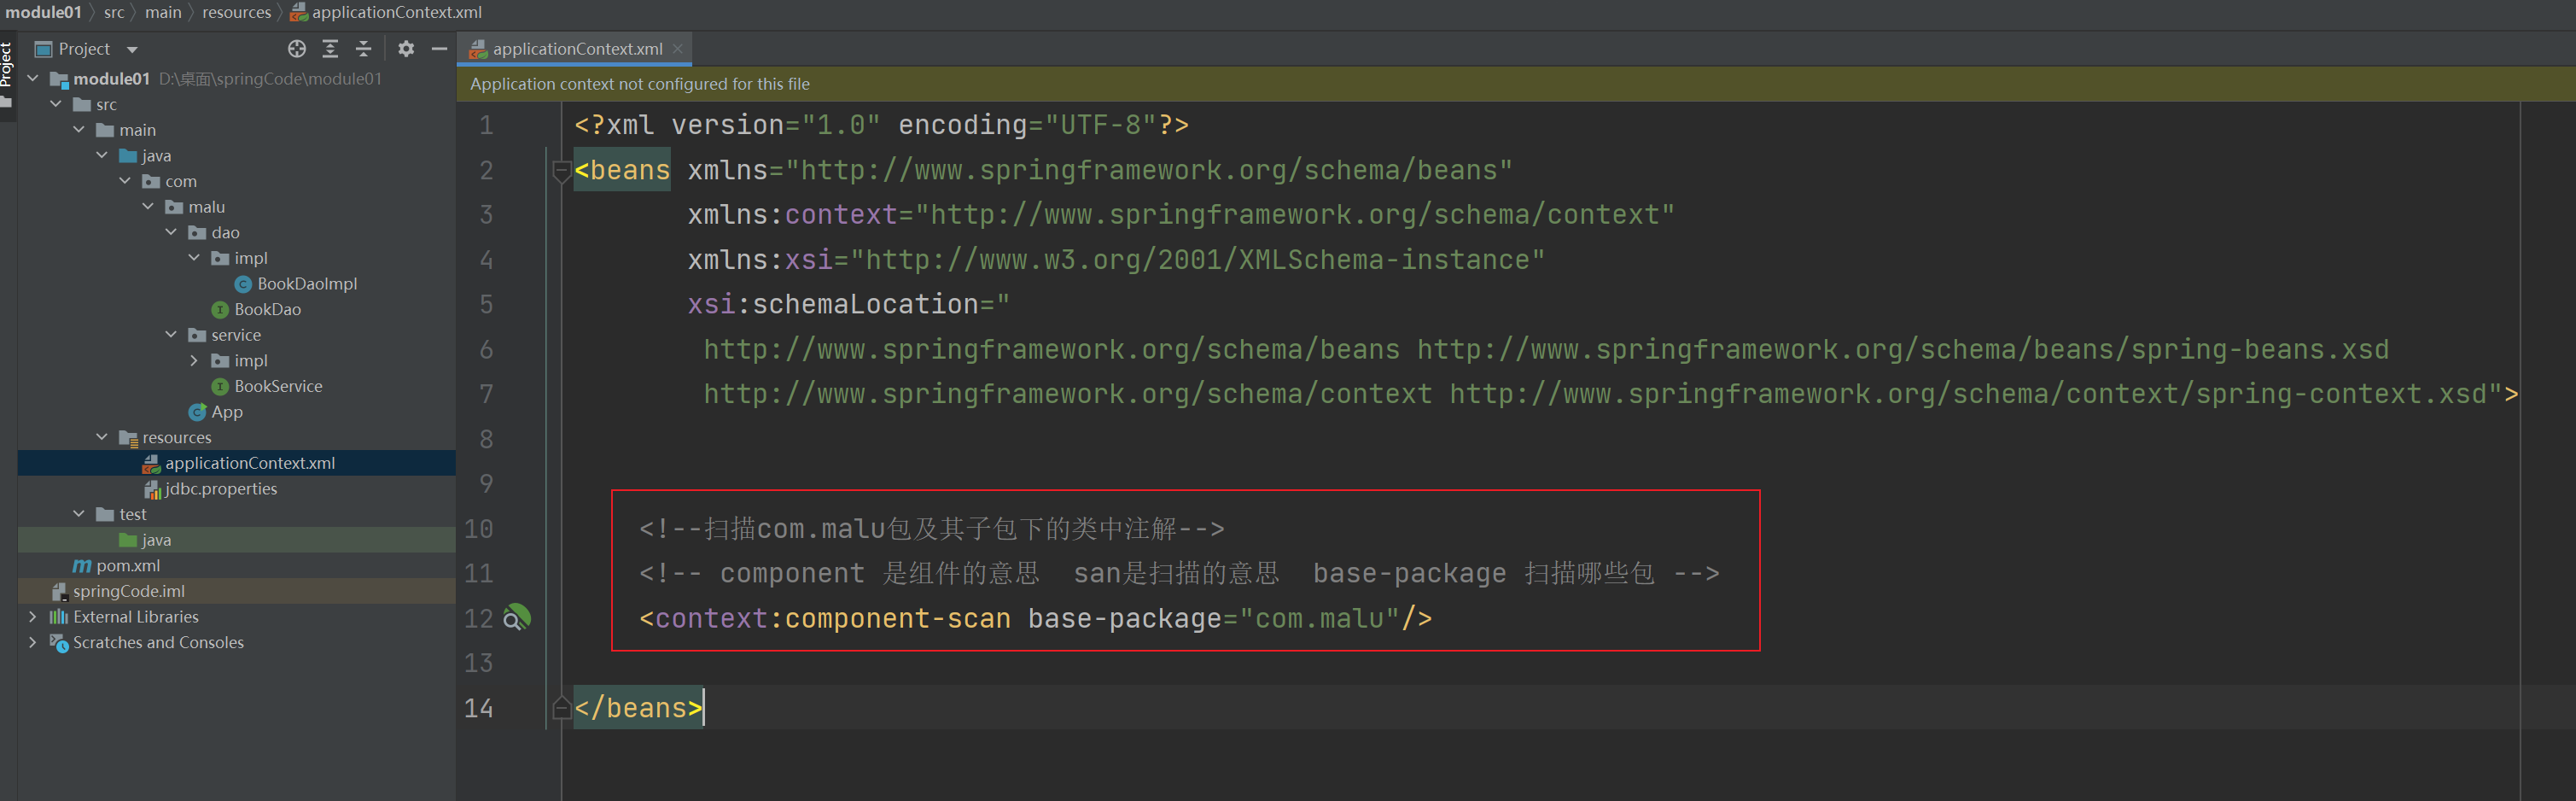 module01 src main resources applicationContext.xml
Project
Project
module01 D:\桌面\springCode\module01
src
main
java
com
malu
dao
impl
BookDaoImpl
BookDao
service
impl
BookService
App
resources
applicationContext.xml
jdbc.properties
test
java
pom.xml
springCode.iml
External Libraries
Scratches and Consoles
applicationContext.xml
Application context not configured for this file
1 <?xml version="1.0" encoding="UTF-8"?>
2 <beans xmlns="http://www.springframework.org/schema/beans"
3 xmlns:context="http://www.springframework.org/schema/context"
4 xmlns:xsi="http://www.w3.org/2001/XMLSchema-instance"
5 xsi:schemaLocation="
6 http://www.springframework.org/schema/beans http://www.springframework.org/schema/beans/spring-beans.xsd
7 http://www.springframework.org/schema/context http://www.springframework.org/schema/context/spring-context.xsd">
8
9
10 <!--扫描com.malu包及其子包下的类中注解-->
11 <!-- component 是组件的意思 san是扫描的意思 base-package 扫描哪些包 -->
12 <context:component-scan base-package="com.malu"/>
13
14 </beans>